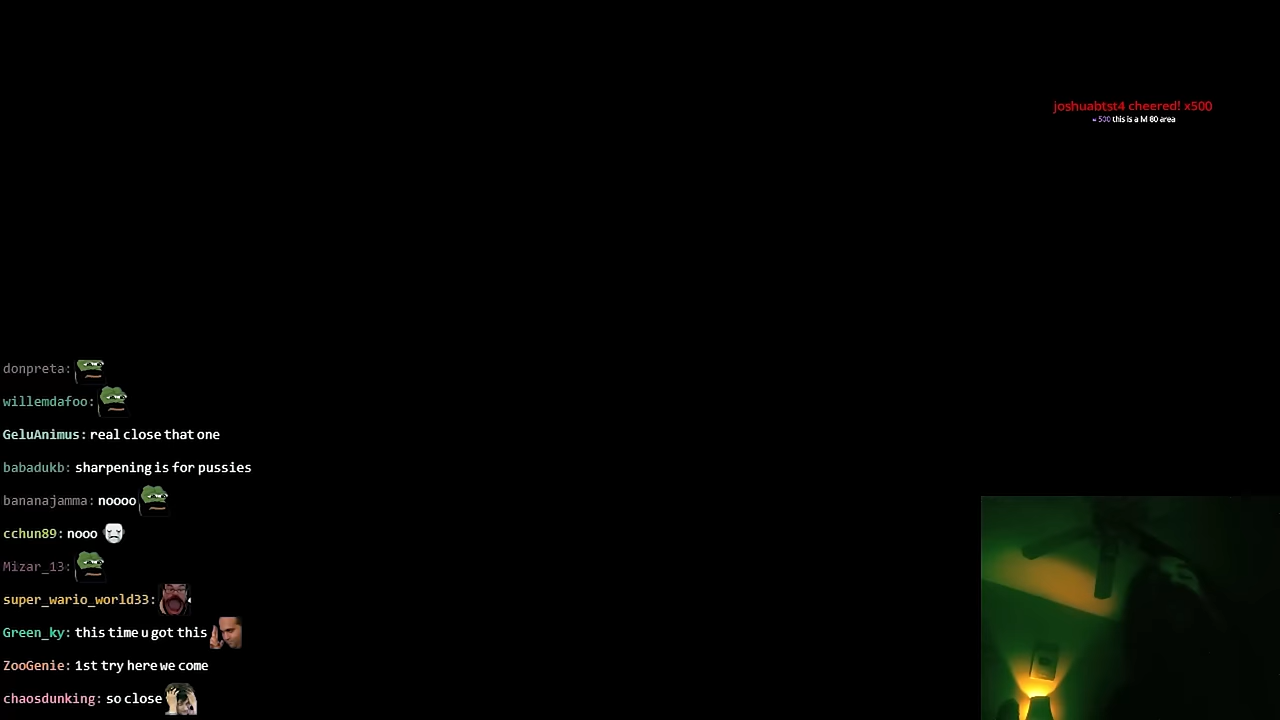 joshuabtst4 cheered! x500
500 this is a lvl 80 area
donpreta:
willemdafoo:
GeluAnimus: real close that one
babadukb: sharpening is for pussies
bananajamma: noooo
cchun89: nooo
Mizar_13:
super_wario_world33:
Green_ky: this time u got this
ZooGenie: 1st try here we come
chaosdunking: so close